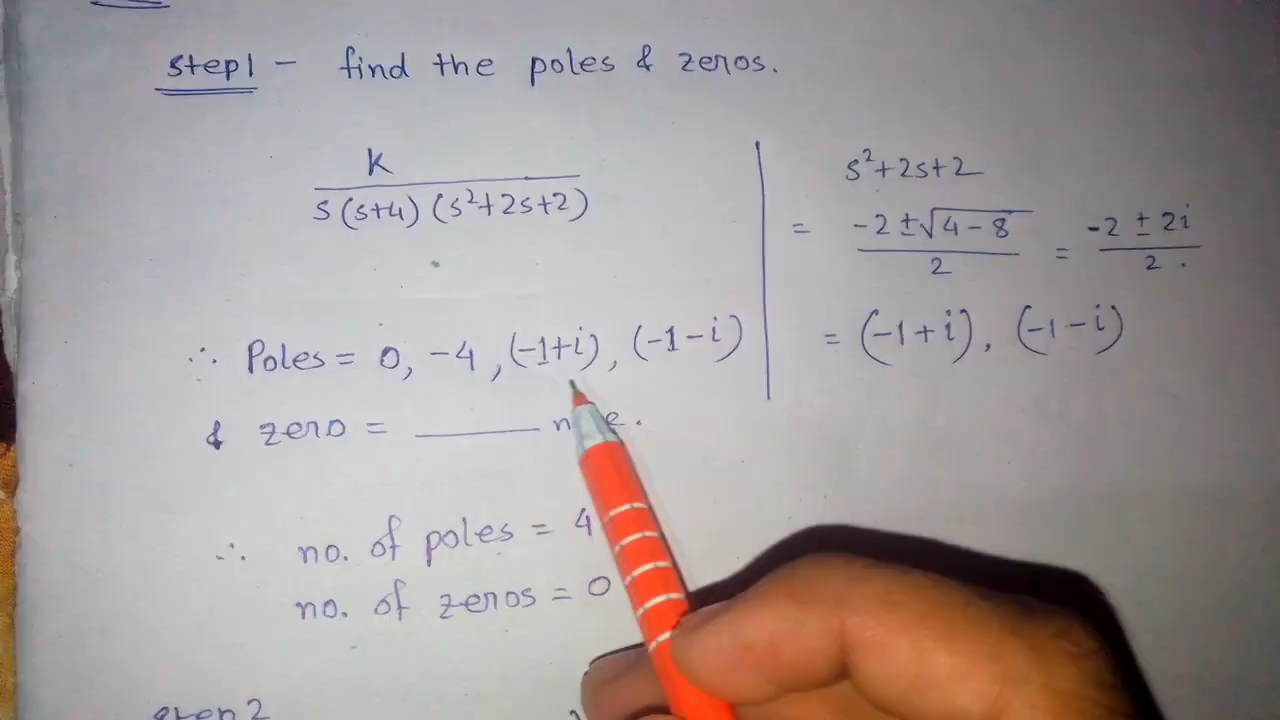 Step1 - find the poles & zeros.
K
s(s+4) (s²+2s+2)
∴ Poles = 0, -4, (-1+i), (-1-i)
& zero = ______
∴ no. of poles = 4
no. of zeros = 0
s²+2s+2
= -2 ± √4-8
2
= -2 ± 2i
2 .
= (-1+i), (-1-i)